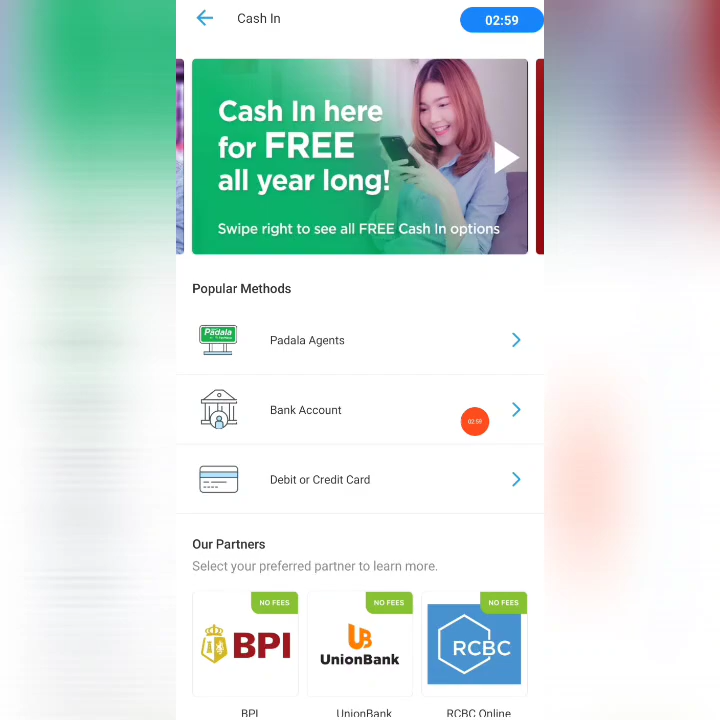 Cash In
02:59
Cash In here
for FREE
all year long!
Swipe right to see all FREE Cash In options
Popular Methods
Padala
Padala Agents
Bank Account
02:59
Debit or Credit Card
Our Partners
Select your preferred partner to learn more.
NO FEES
NO FEES
NO FEES
BPI
UB
UnionBank
RCBC
BPI
UnionBank
RCBC Online